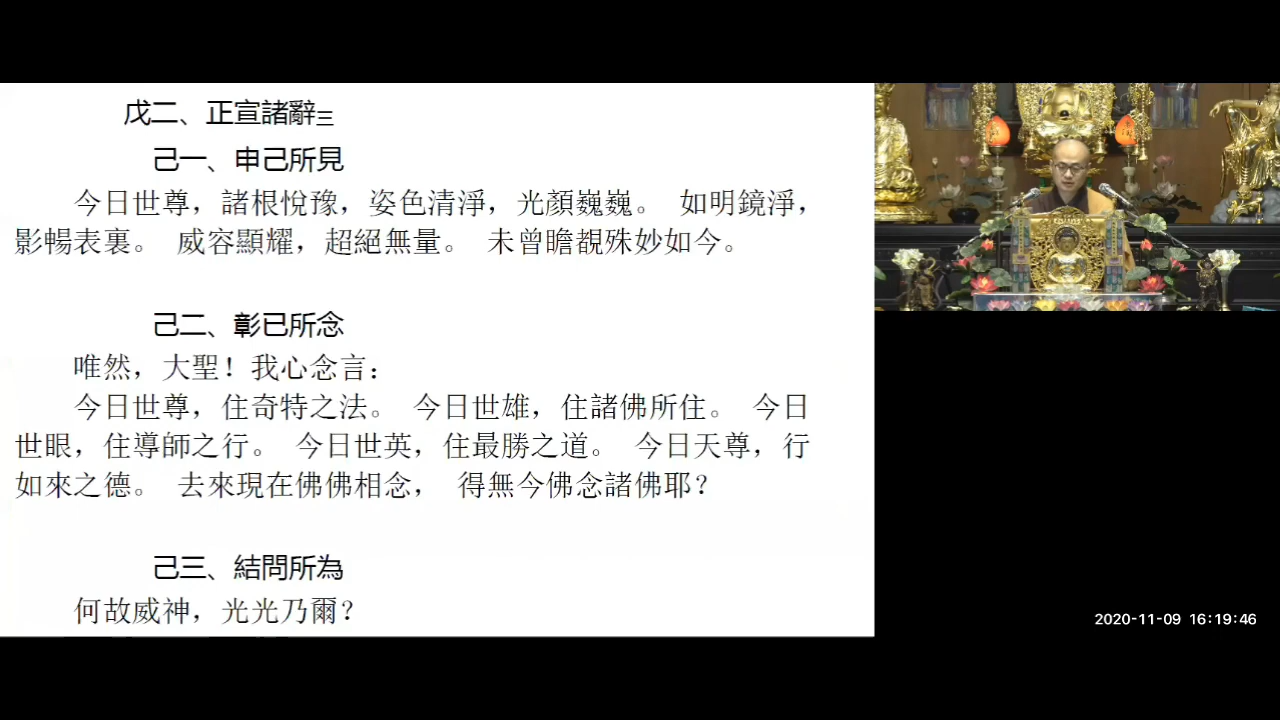 戊二、正宣諸辭三
己一、申己所見
今日世尊，諸根悅豫，姿色清淨，光顏巍巍。 如明鏡淨，
影暢表裏。 威容顯耀，超絕無量。 未曾瞻覩殊妙如今。
己二、彰己所念
唯然，大聖！我心念言：
今日世尊，住奇特之法。 今日世雄，住諸佛所住。 今日
世眼，住導師之行。 今日世英，住最勝之道。 今日天尊，行
如來之德。 去來現在佛佛相念， 得無今佛念諸佛耶？
己三、結問所為
何故威神，光光乃爾？
2020-11-09 16:19:46